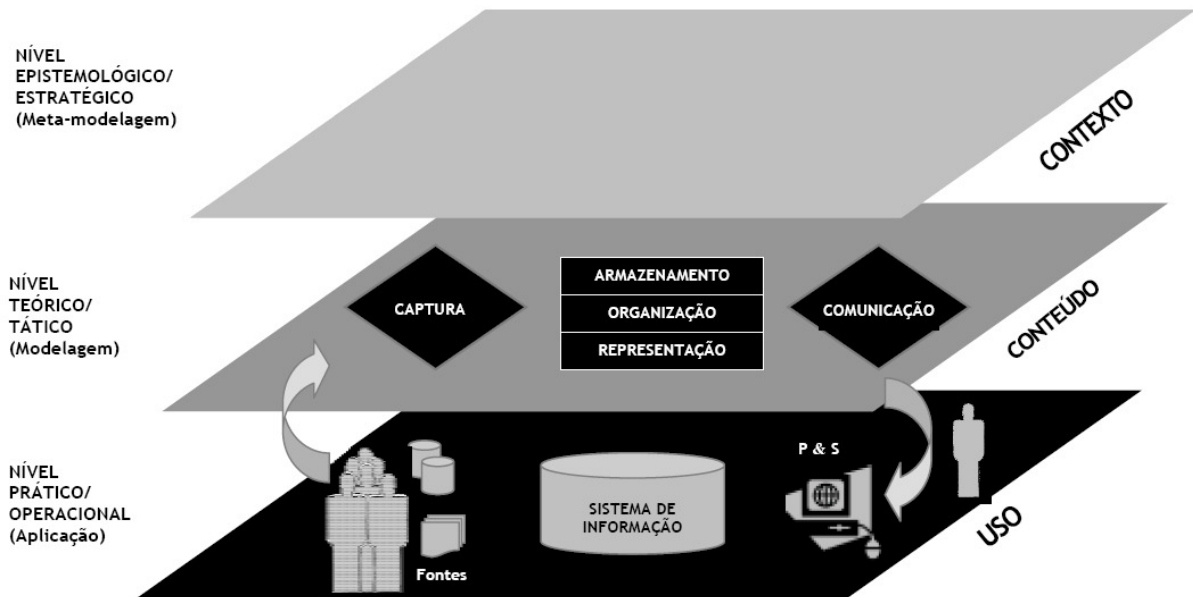 NÍVEL
EPISTEMOLÓGICO/
ESTRATÉGICO
(Meta-modelagem)
CONTEXTO
NÍVEL
TEÓRICO/
TÁTICO
(Modelagem)
CAPTURA
ARMAZENAMENTO
ORGANIZAÇÃO
REPRESENTAÇÃO
COMUNICAÇÃO
CONTEÚDO
NÍVEL
PRÁTICO/
OPERACIONAL
(Aplicação)
Fontes
SISTEMA DE
INFORMAÇÃO
P & S
USO